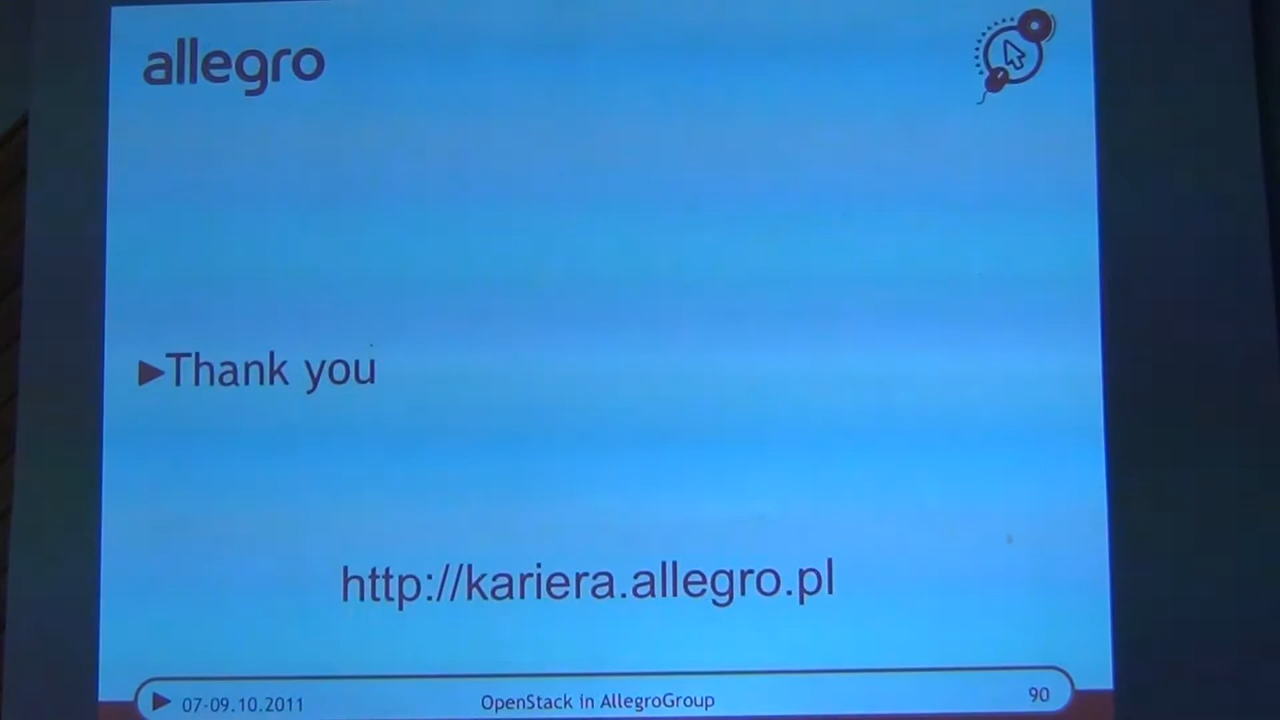 allegro
►Thank you
http://kariera.allegro.pl
07-09.10.2011
OpenStack in AllegroGroup
90